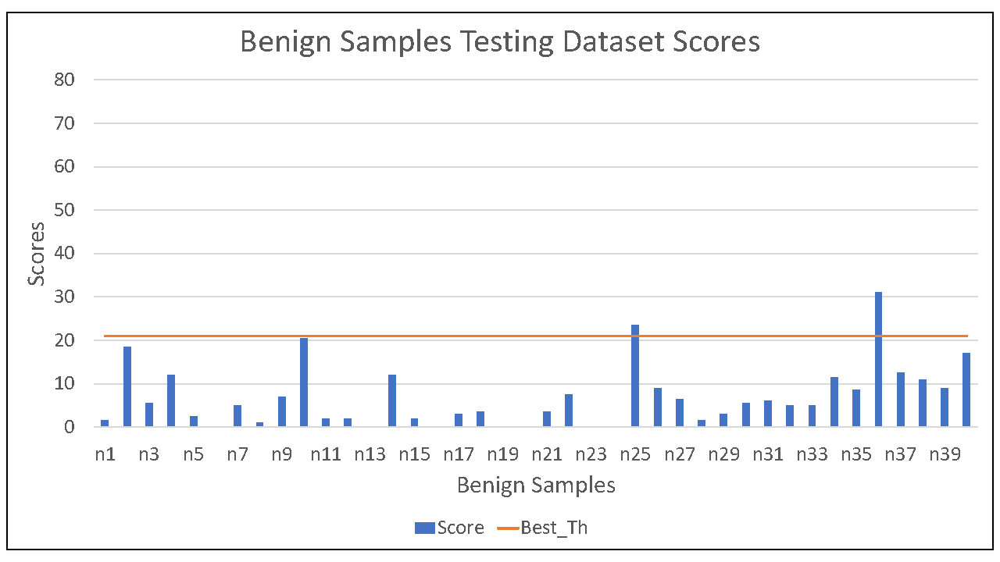 Benign Samples Testing Dataset Scores
80
70
60
50
40
30
20
10
0
Scores
n1 n3 n5 n7 n9 n11 n13 n15 n17 n19 n21 n23 n25 n27 n29 n31 n33 n35 n37 n39
Benign Samples
Score Best_Th